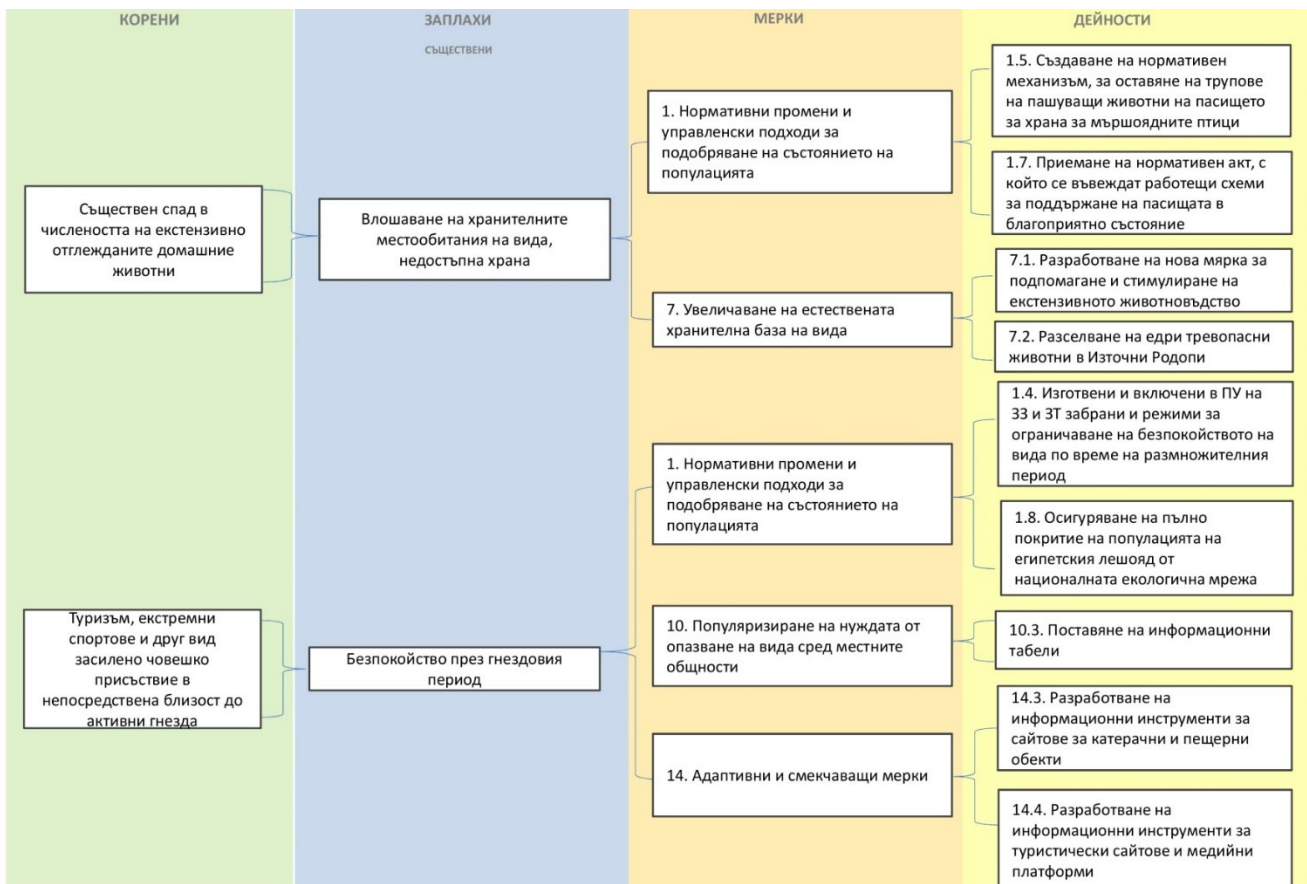 КОРЕНИ
ЗАПЛАХИ
СЪЩЕСТВЕНИ
МЕРКИ
ДЕЙНОСТИ
Съществен спад в
числеността на екстензивно
отглежданите домашние
животни
Влошаване на хранителните
местообитания на вида,
недостъпна храна
1. Нормативни промени и
управленски подходи за
подобряване на състоянието на
популацията
1.5. Създаване на нормативен
механизъм, за оставяне на трупове
на пашуващи животни на пасището
за храна за мършоядните птици
1.7. Приемане на нормативен акт, с
който се въвеждат работещи схеми
за поддържане на пасищата в
благоприятно състояние
7. Увеличаване на естествената
хранителна база на вида
7.1. Разработване на нова мярка за
подпомагане и стимулиране на
екстензивното животновъдство
7.2. Разселване на едри тревопасни
животни в Източни Родопи
Туризъм, екстремни
спортове и друг вид
засилено човешко
присъствие в
непосредствена близост до
активни гнезда
Безпокойство през гнездовия
период
1. Нормативни промени и
управленски подходи за
подобряване на състоянието на
популацията
1.4. Изготвени и включени в ПУ на
ЗЗ и ЗТ забрани и режими за
ограничаване на безпокойството на
вида по време на размножителния
период
1.8. Осигуряване на пълно
покритие на популацията на
египетския лешояд от
националната екологична мрежа
10. Популяризиране на нуждата от
опазване на вида сред местните
общности
10.3. Поставяне на информационни
табели
14. Адаптивни и смекчаващи мерки
14.3. Разработване на
информационни инструменти за
сайтове за катерачни и пещерни
обекти
14.4. Разработване на
информационни инструменти за
туристически сайтове и медийни
платформи